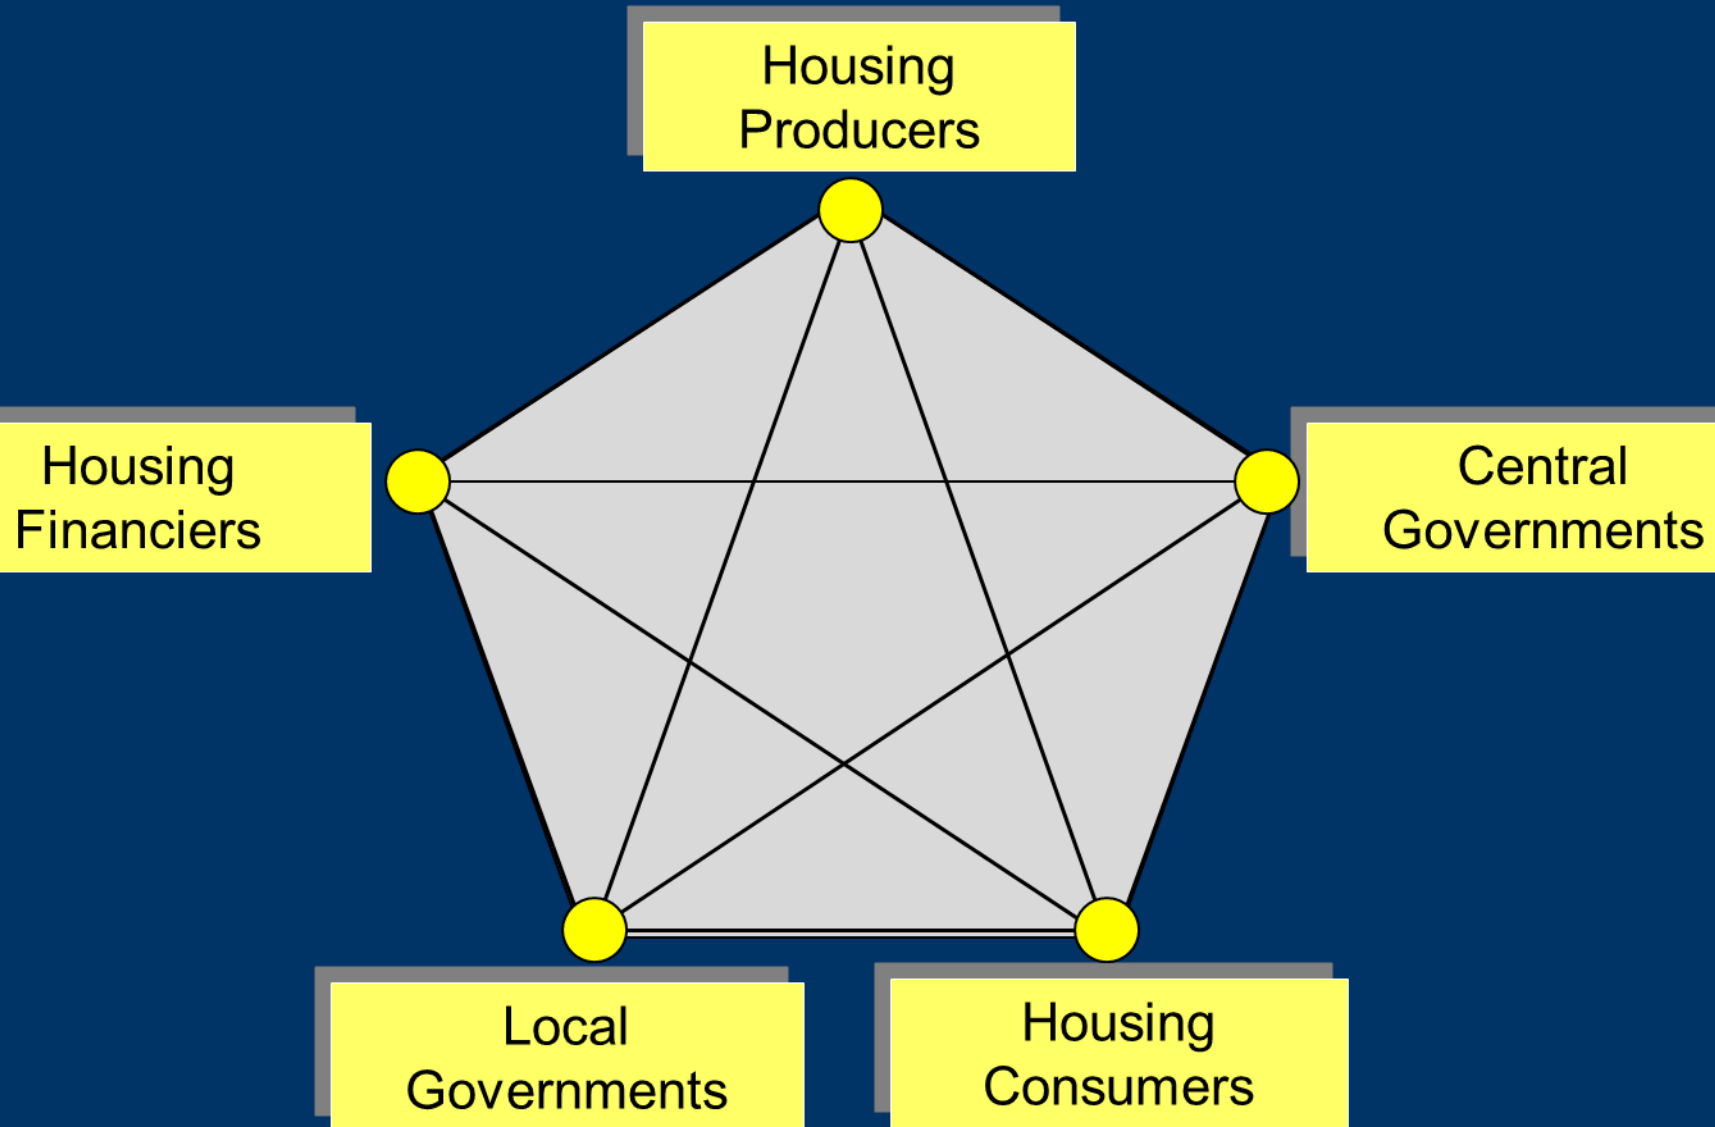 Housing
Producers
Housing
Financiers
Central
Governments
Local
Governments
Housing
Consumers